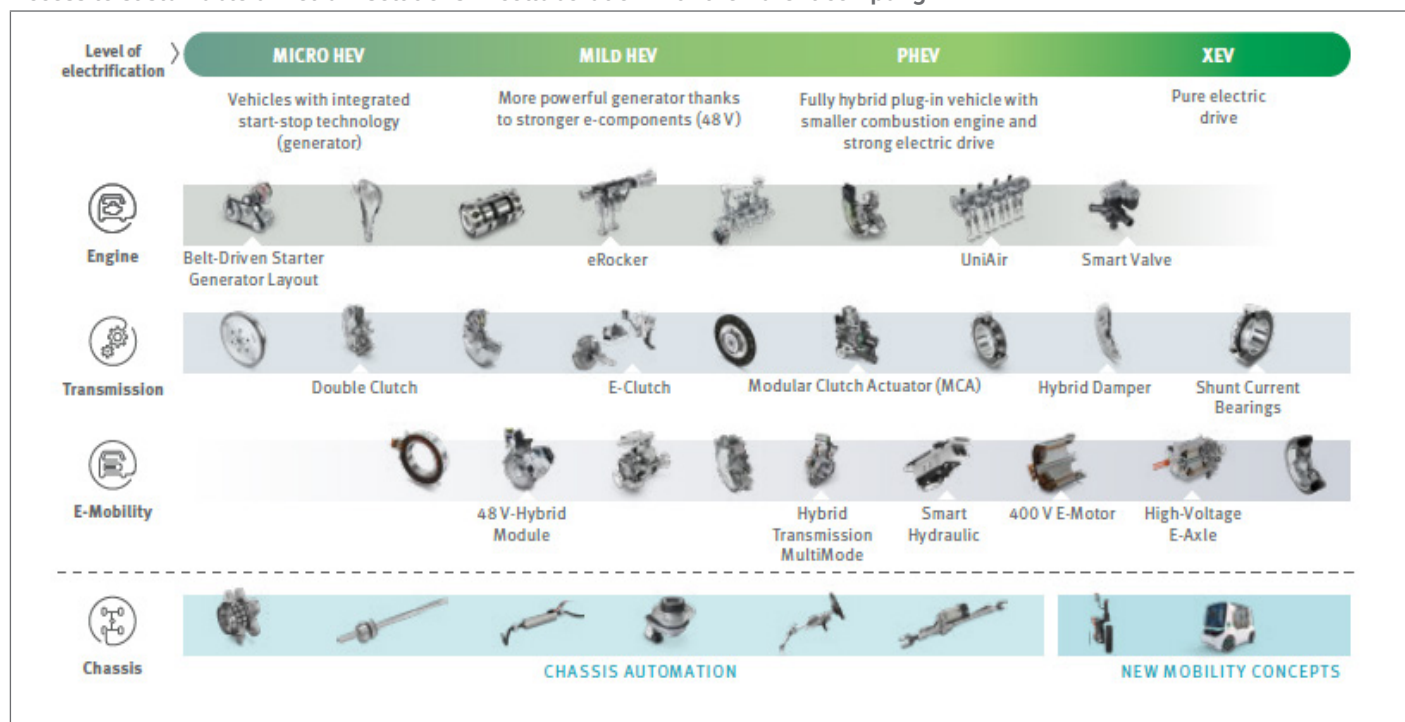 Level of
electrification
MICRO HEV
MILD HEV
PHEV
XEV
Vehicles with integrated
start-stop technology
(generator)
More powerful generator thanks
to stronger e-components (48 V)
Fully hybrid plug-in vehicle with
smaller combustion engine and
strong electric drive
Pure electric
drive
Engine
Belt-Driven Starter
Generator Layout
eRocker
UniAir
Smart Valve
Transmission
Double Clutch
E-Clutch
Modular Clutch Actuator (MCA)
Hybrid Damper
Shunt Current
Bearings
E-Mobility
48 V-Hybrid
Module
Hybrid
Transmission
MultiMode
Smart
Hydraulic
400 V E-Motor
High-Voltage
E-Axle
Chassis
CHASSIS AUTOMATION
NEW MOBILITY CONCEPTS